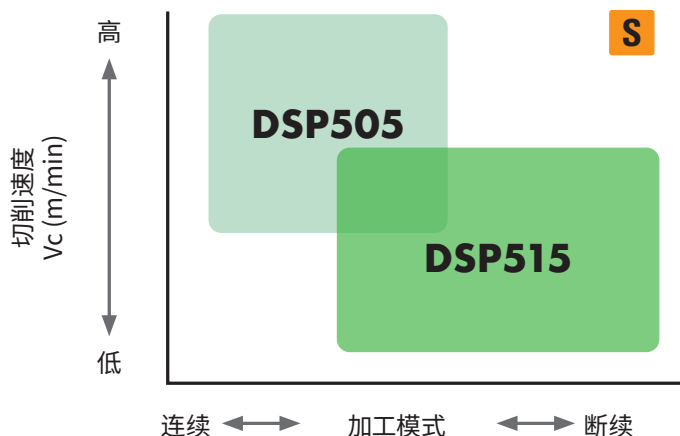 高
S
DSP505
切削速度
Vc (m/min)
DSP515
低
连续
加工模式
断续